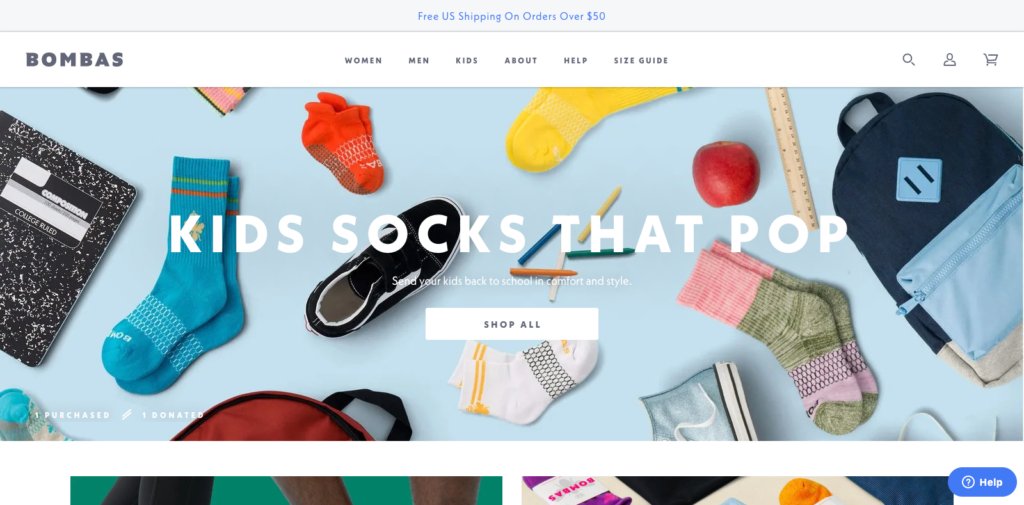 Free US Shipping On Orders Over $50
BOMBAS
WOMEN MEN KIDS ABOUT HELP SIZE GUIDE
COMPOSITION
COLLEGE RULED
KIDS SOCKS THAT POP
Send your kids back to school in comfort and style.
SHOP ALL
1 PURCHASED 1 DONATED
BOMBAS
Help